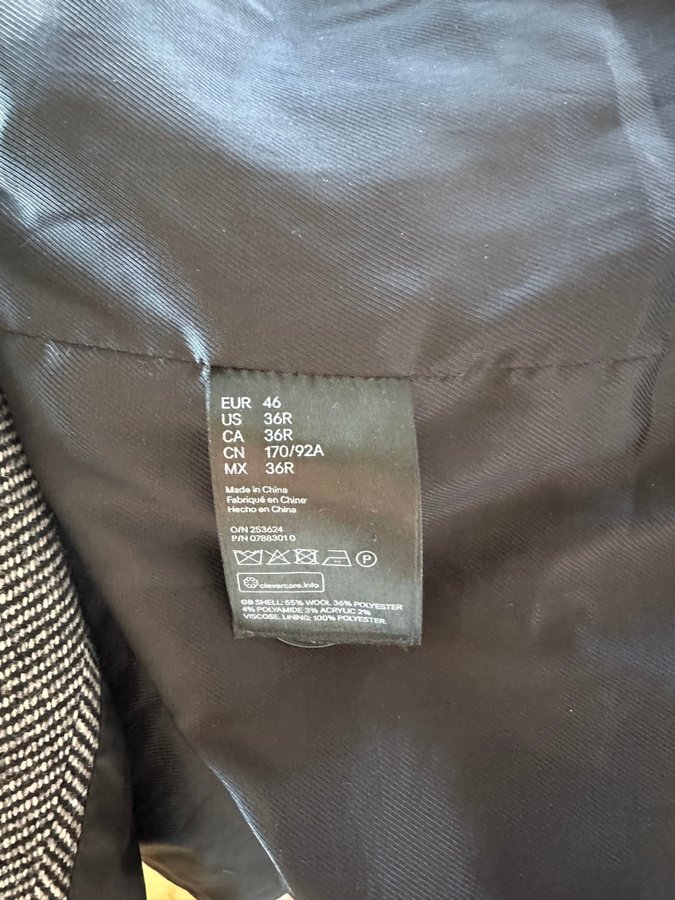 EUR 46
US 36R
CA 36R
CN 170/92A
MX 36R
Made in China
Fabriqué en Chine
Hecho en China
O/N 253624
P/N 0788301 0
P
clevercare.info
GB SHELL: 55% WOOL 36% POLYESTER
4% POLYAMIDE 3% ACRYLIC 2%
VISCOSE, LINING: 100% POLYESTER.